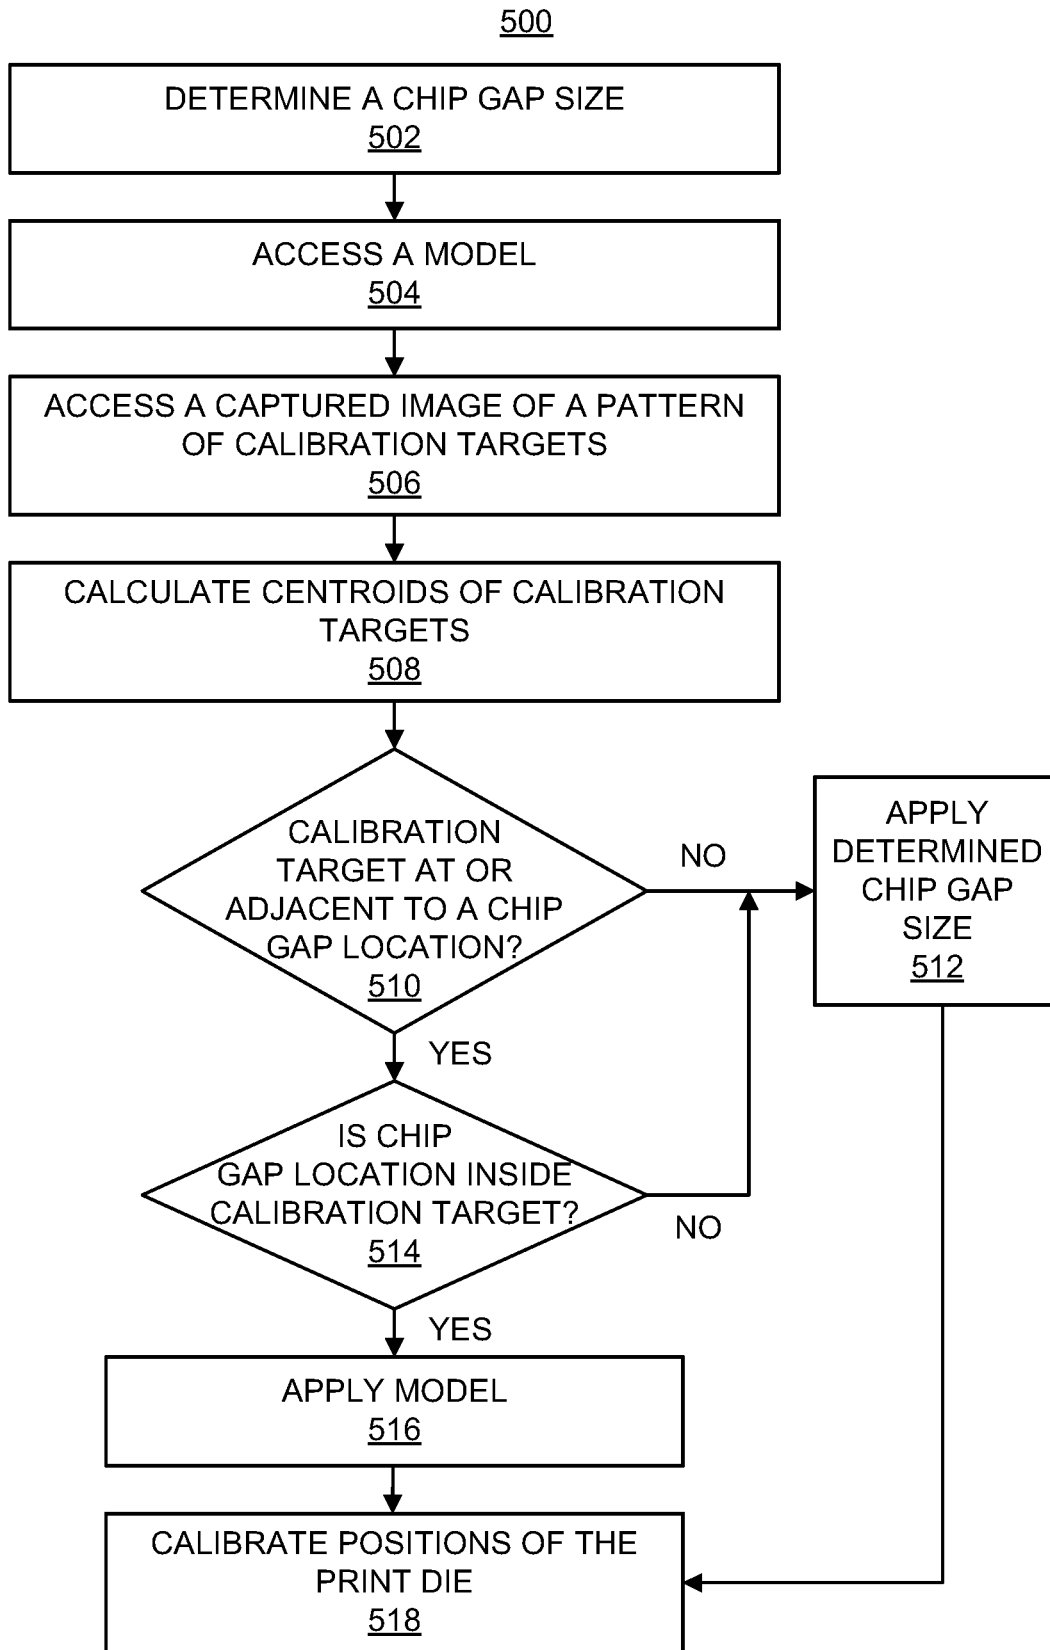 500
DETERMINE A CHIP GAP SIZE
502
ACCESS A MODEL
504
ACCESS A CAPTURED IMAGE OF A PATTERN
OF CALIBRATION TARGETS
506
CALCULATE CENTROIDS OF CALIBRATION
TARGETS
508
CALIBRATION
TARGET AT OR
ADJACENT TO A CHIP
GAP LOCATION?
510
NO
APPLY
DETERMINED
CHIP GAP
SIZE
512
YES
IS CHIP
GAP LOCATION INSIDE
CALIBRATION TARGET?
514
NO
YES
APPLY MODEL
516
CALIBRATE POSITIONS OF THE
PRINT DIE
518